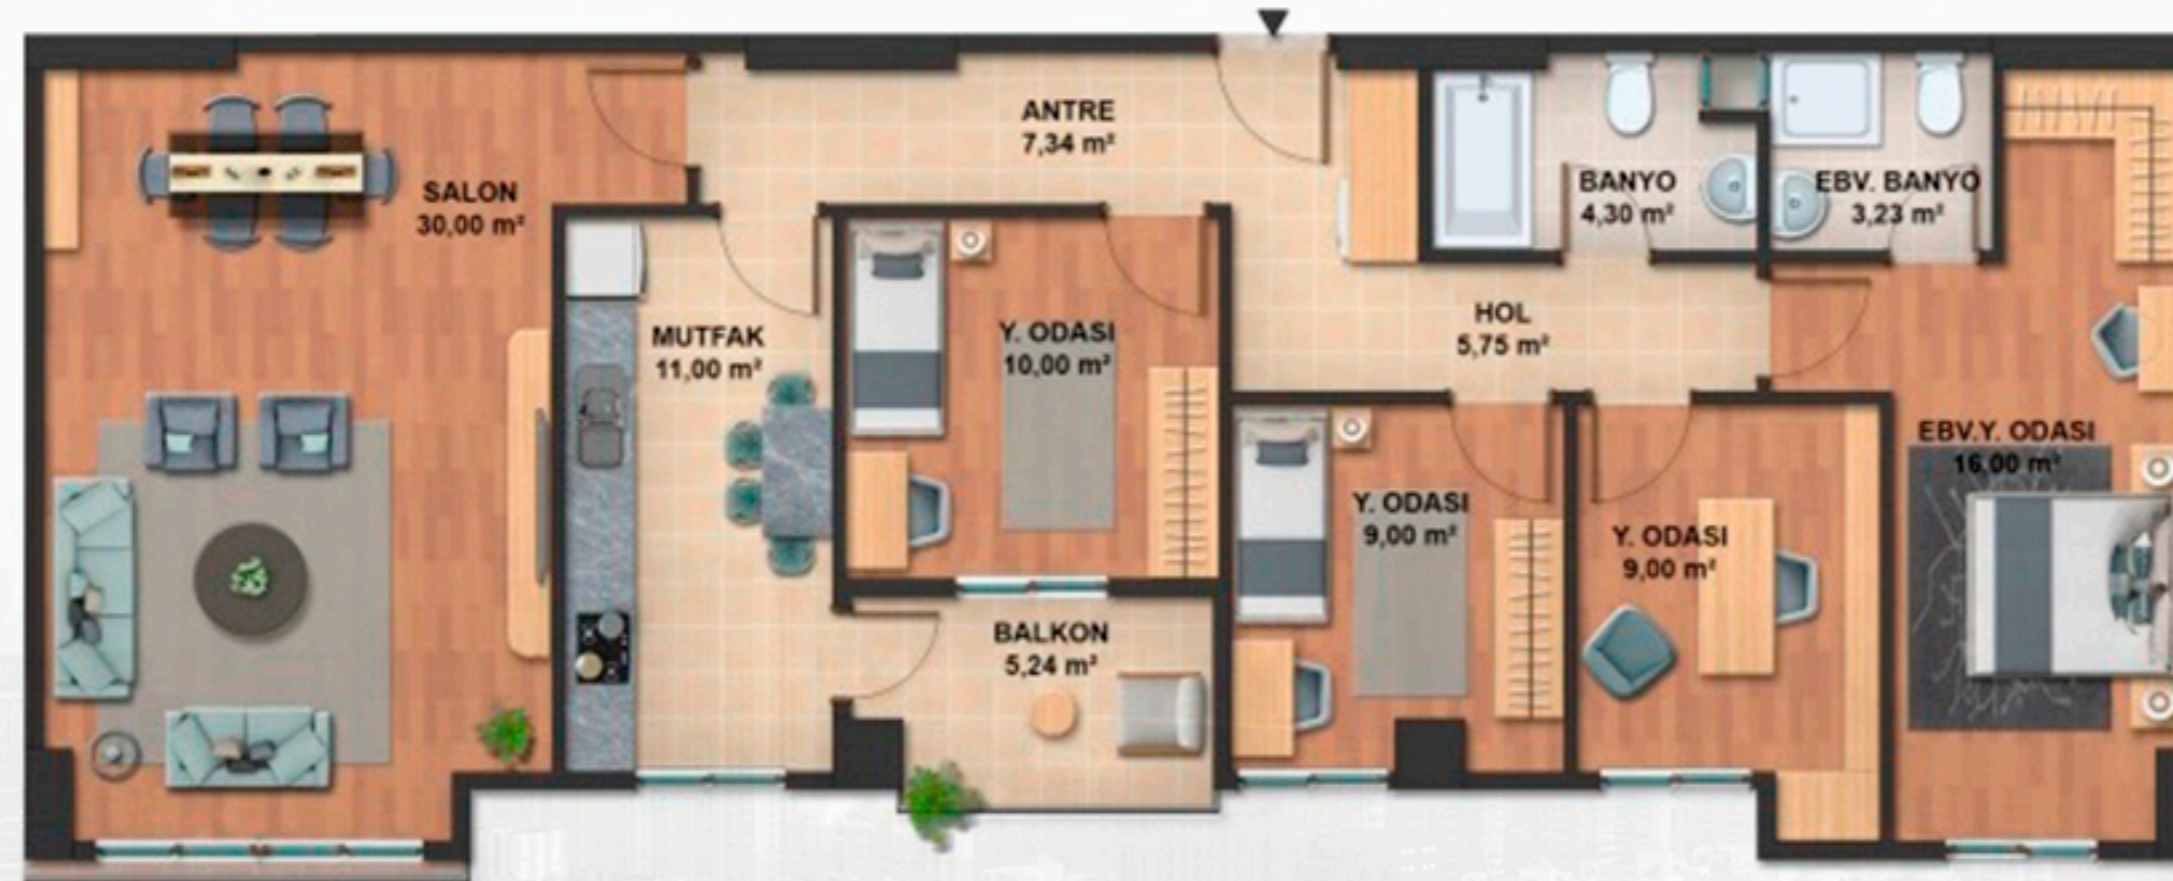 ANTRE
7,34 m²
SALON
30,00 m²
BANYO
4,30 m²
EBV. BANYO
3,23 m²
MUTFAK
11,00 m²
Y. ODASI
10,00 m²
HOL
5,75 m²
EBV.Y. ODASI
16,00 m²
Y. ODASI
9,00 m²
Y. ODASI
9,00 m²
BALKON
5,24 m²